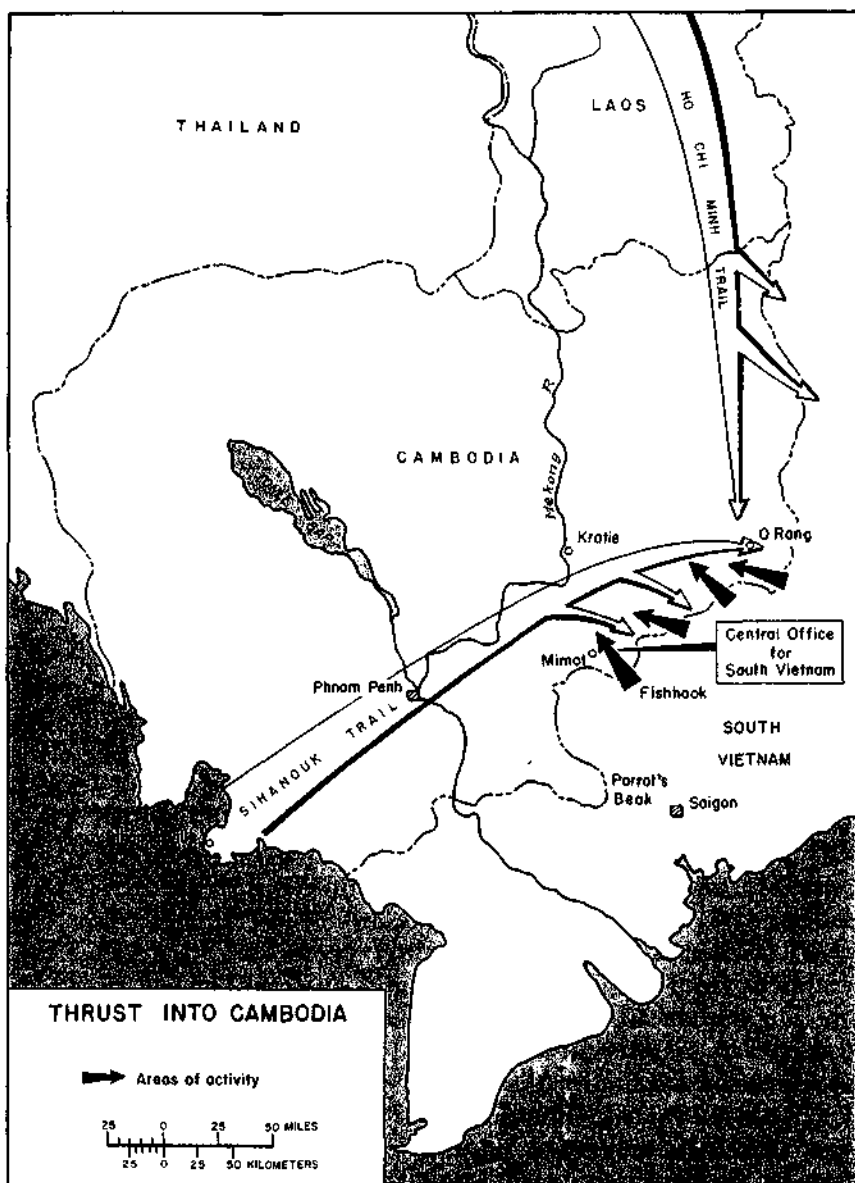 THAILAND
LAOS
HO CHI MINH TRAIL
CAMBODIA
Mekong R
Kratie
O Rang
Central Office
for
South Vietnam
Mimot
Fishhook
Phnom Penh
SIHANOUK TRAIL
SOUTH
VIETNAM
Parrot's
Beak
Saigon
THRUST INTO CAMBODIA
Areas of activity
25 0 25 50 MILES
25 0 25 50 KILOMETERS